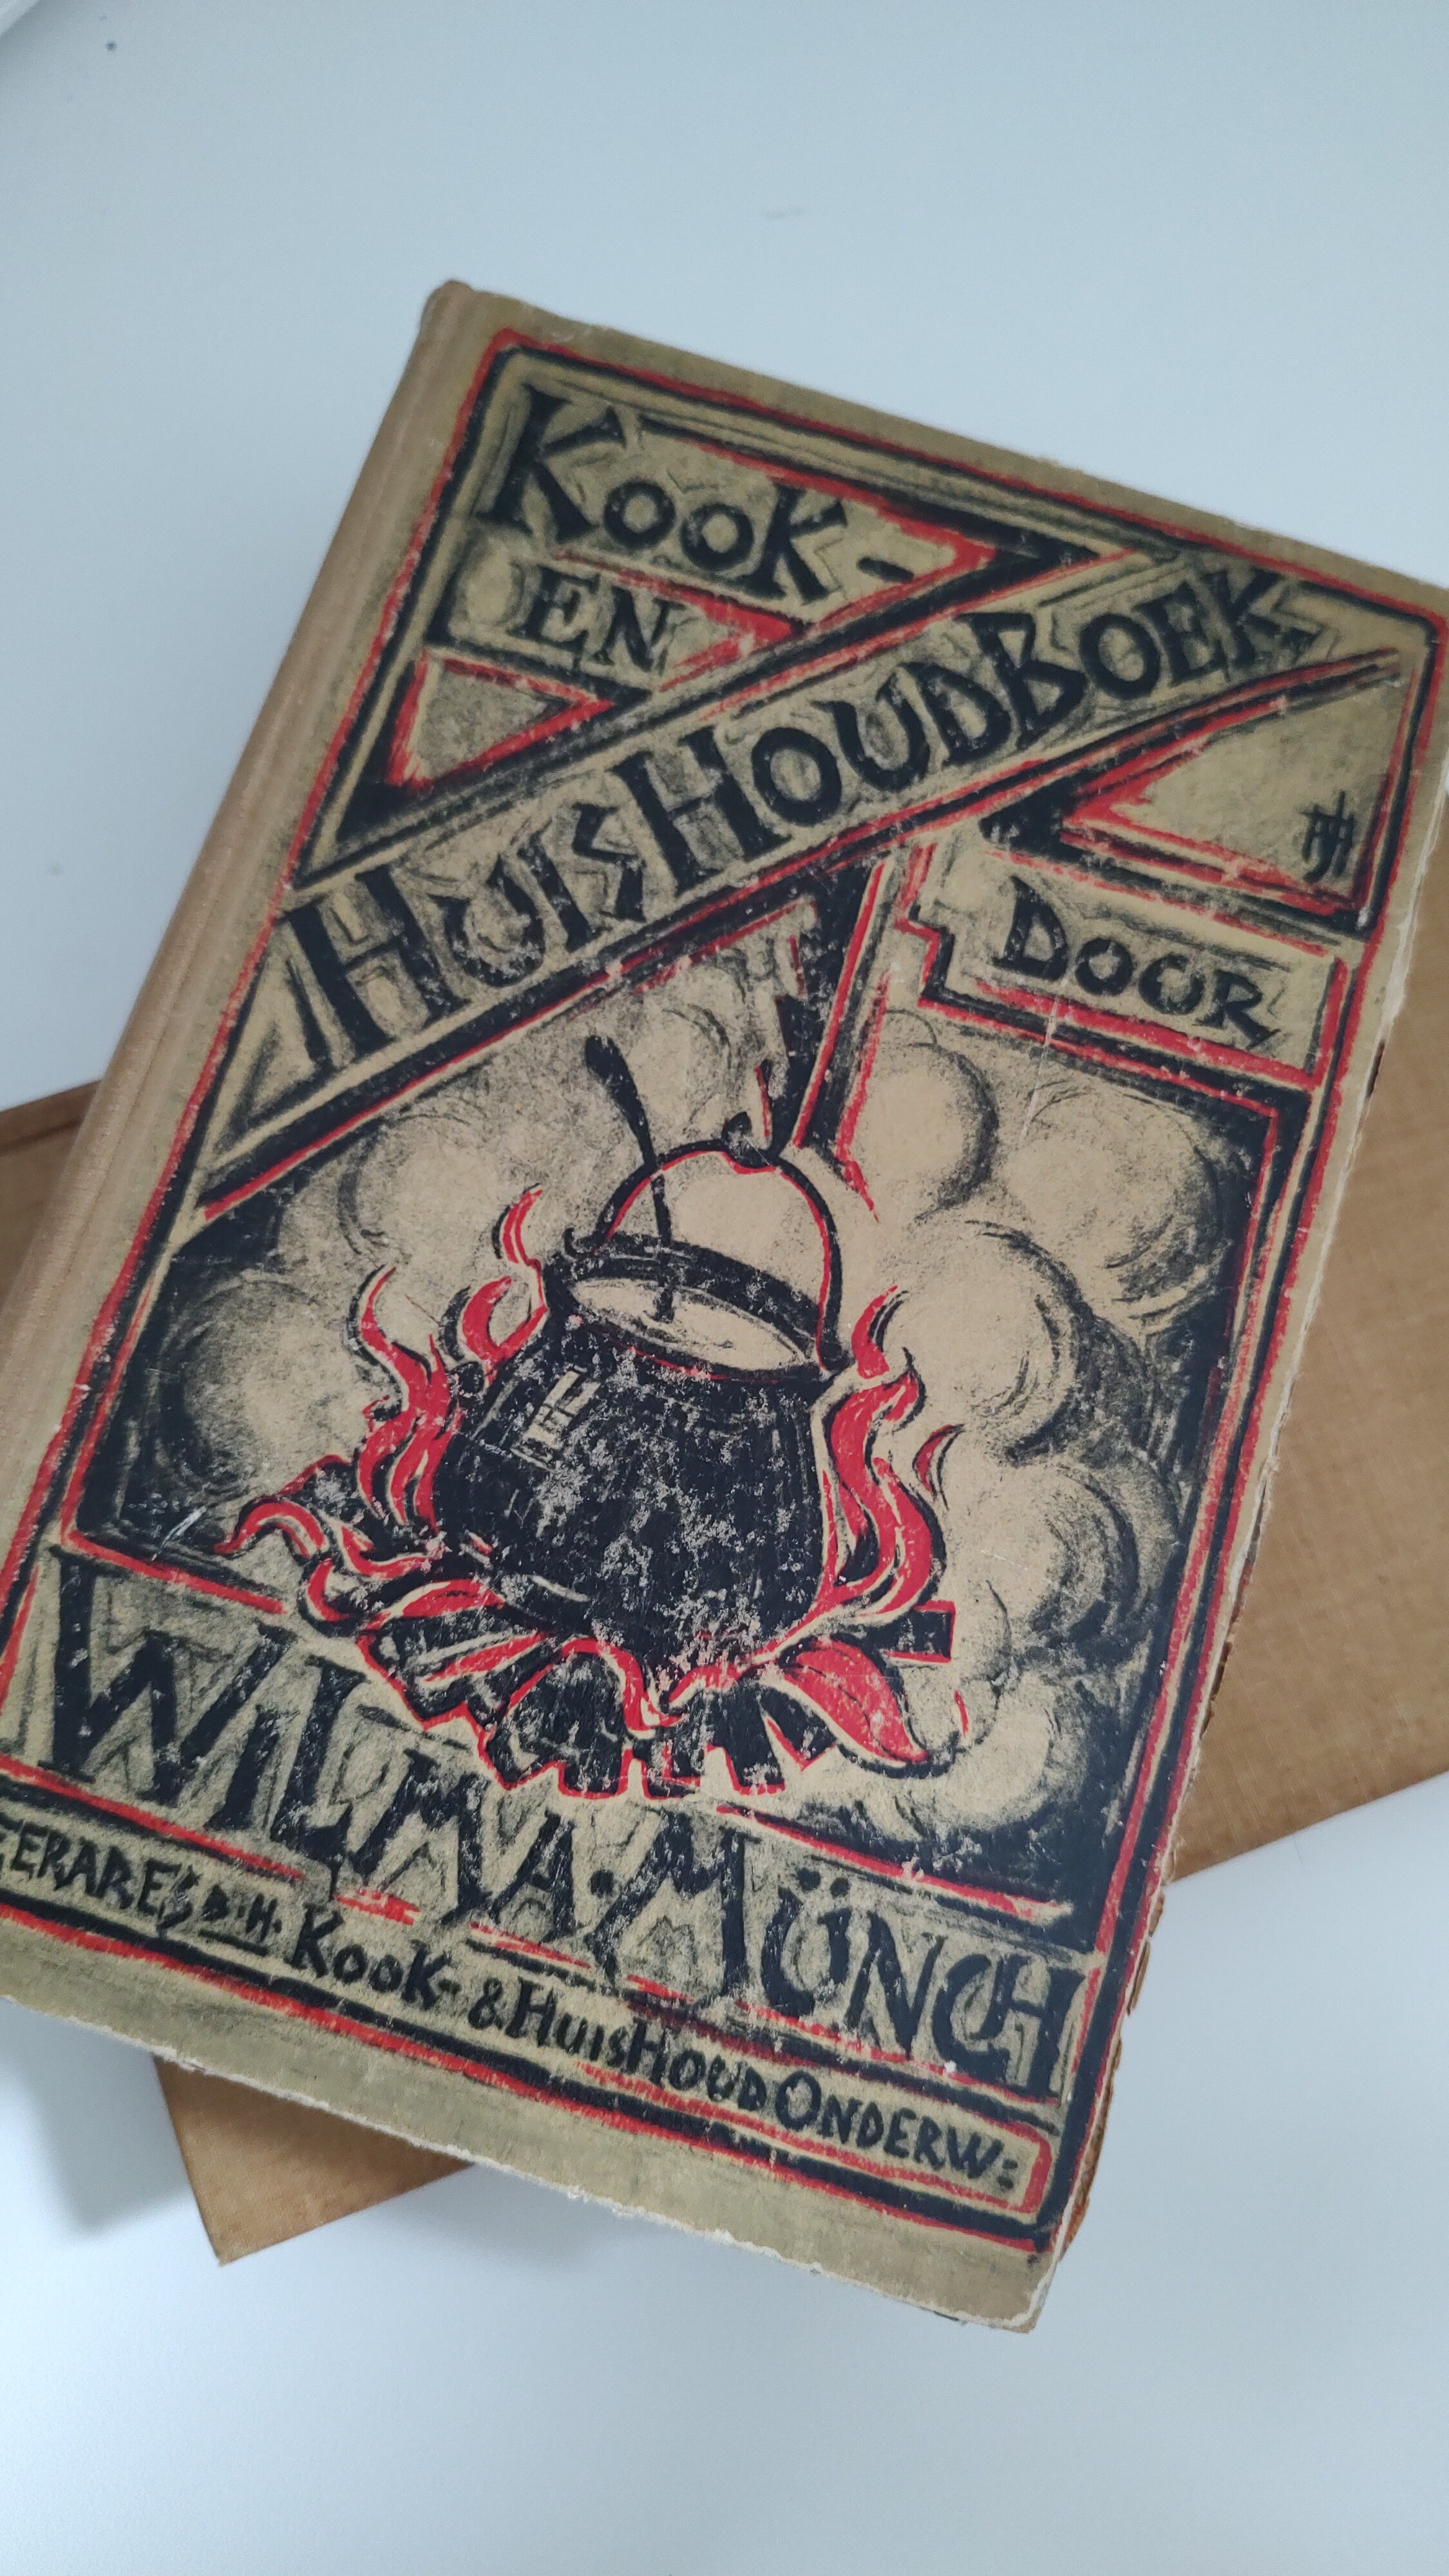 Kook-
EN
HuisHoudBoek
DOOR
WILMA·MÜNCH
ERARES D.H. Kook- & HuisHoud Onderw: